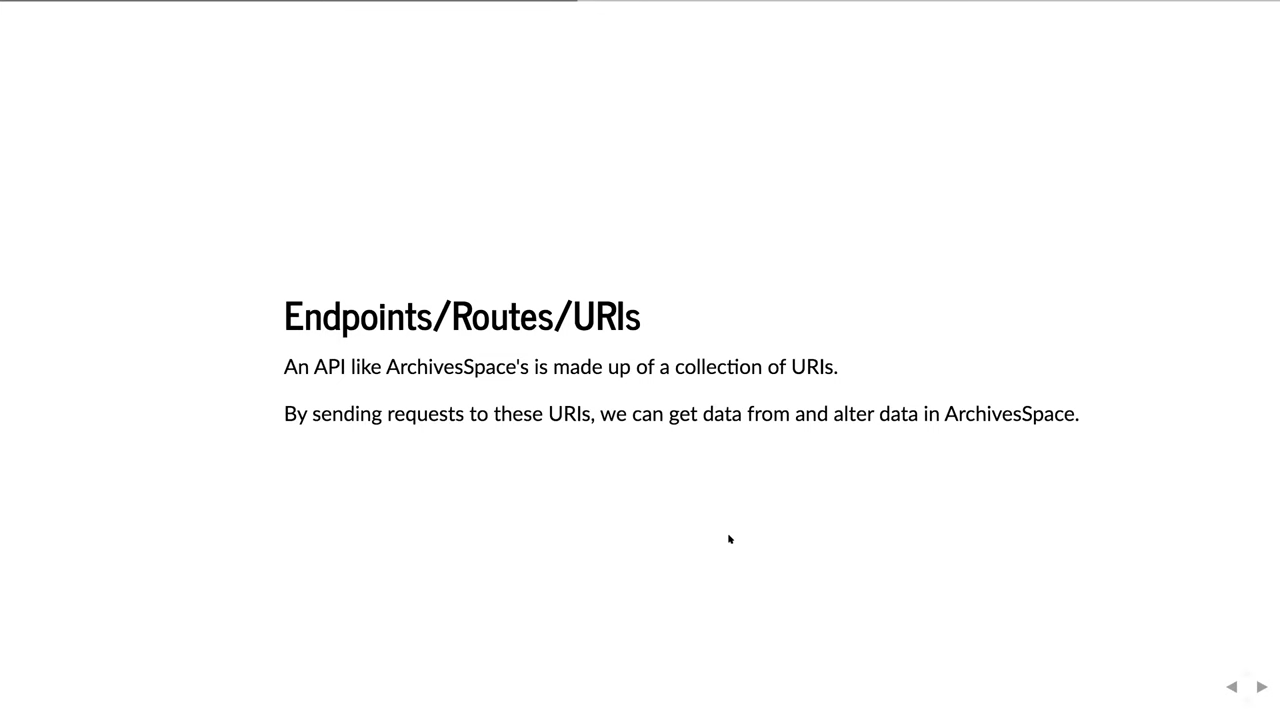 Endpoints/Routes/URIs
An API like ArchivesSpace's is made up of a collection of URIs.
By sending requests to these URIs, we can get data from and alter data in ArchivesSpace.